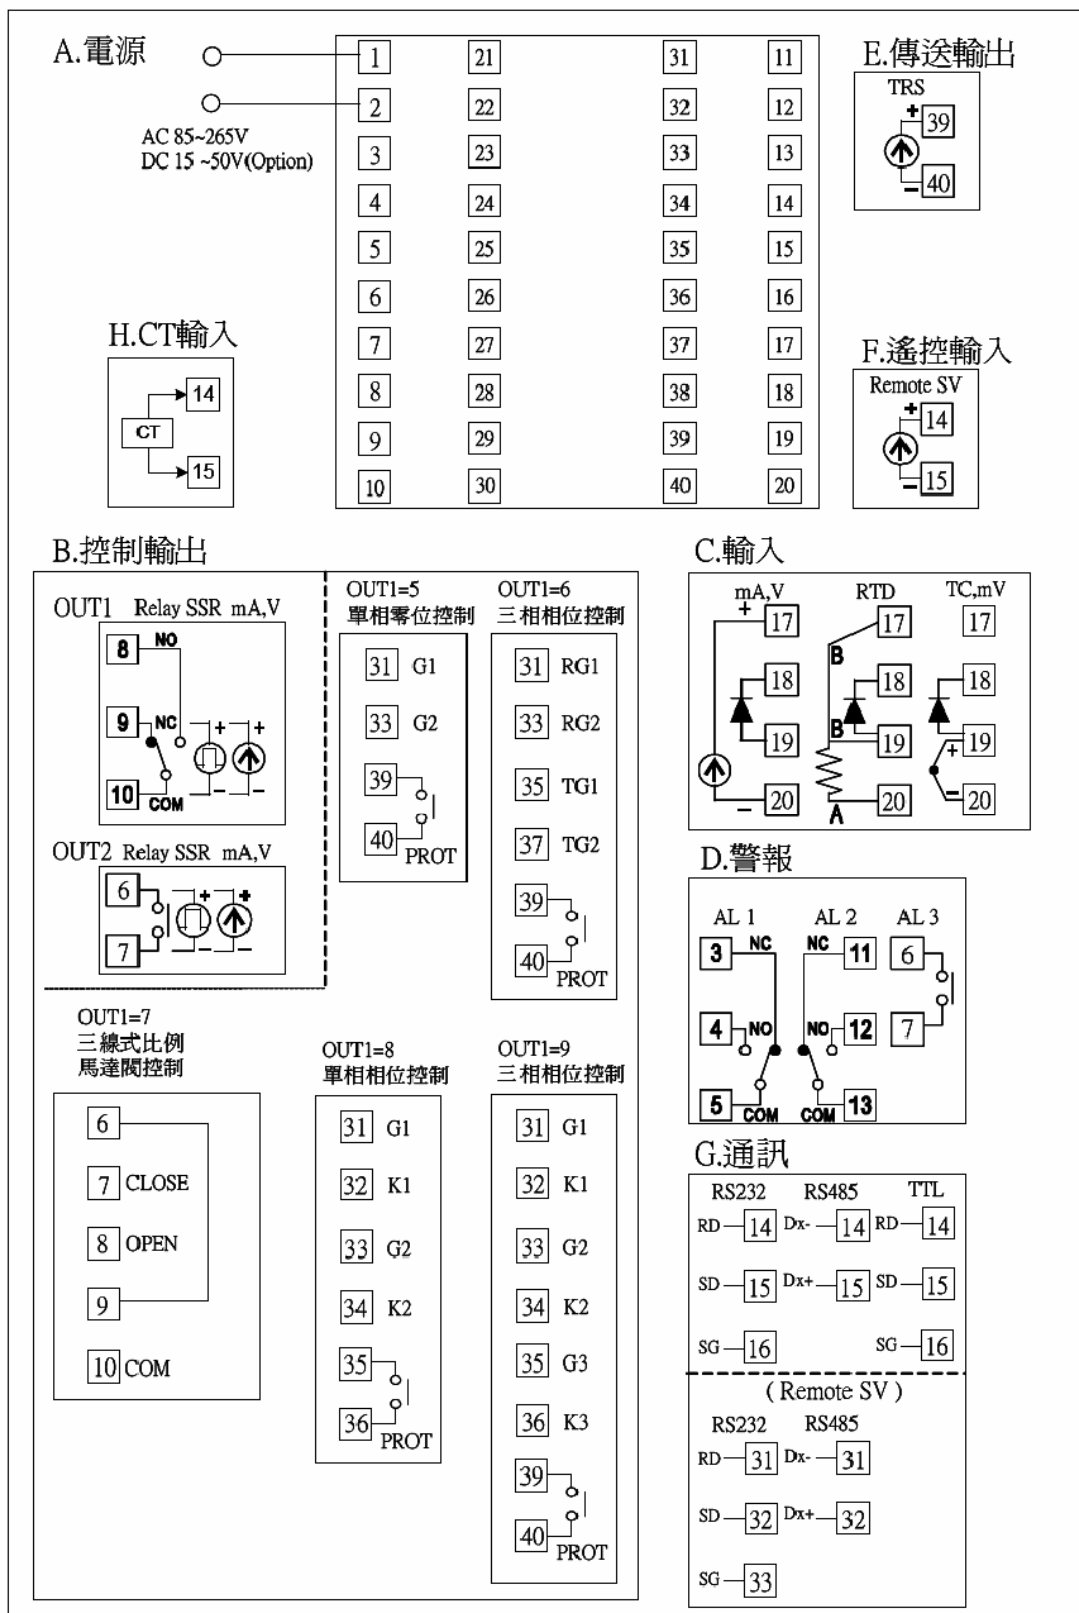 A.電源
AC 85~265V
DC 15 ~50V(Option)
1 21 31 11
2 22 32 12
3 23 33 13
4 24 34 14
5 25 35 15
6 26 36 16
7 27 37 17
8 28 38 18
9 29 39 19
10 30 40 20
E.傳送輸出
TRS
+ 39
− 40
H.CT輸入
CT
14
15
F.遙控輸入
Remote SV
+ 14
− 15
B.控制輸出
OUT1 Relay SSR mA,V
8 NO
9 NC + +
10 COM − −
OUT2 Relay SSR mA,V
6 + +
7 − −
OUT1=5
單相零位控制
31 G1
33 G2
39
40 PROT
OUT1=6
三相相位控制
31 RG1
33 RG2
35 TG1
37 TG2
39
40 PROT
OUT1=7
三線式比例
馬達閥控制
6
7 CLOSE
8 OPEN
9
10 COM
OUT1=8
單相相位控制
31 G1
32 K1
33 G2
34 K2
35
36 PROT
OUT1=9
三相相位控制
31 G1
32 K1
33 G2
34 K2
35 G3
36 K3
39
40 PROT
C.輸入
mA,V RTD TC,mV
+ 17 17 17
B
18 18 18
19 B 19 + 19
− 20 A 20 − 20
D.警報
AL 1 AL 2 AL 3
3 NC NC 11 6
4 NO NO 12 7
5 COM COM 13
G.通訊
RS232 RS485 TTL
RD 14 Dx- 14 RD 14
SD 15 Dx+ 15 SD 15
SG 16 SG 16
( Remote SV )
RS232 RS485
RD 31 Dx- 31
SD 32 Dx+ 32
SG 33